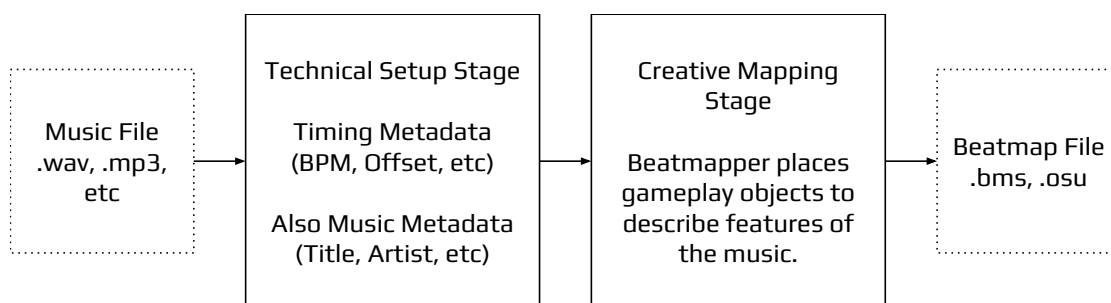 Music File
.wav, .mp3,
etc
Technical Setup Stage
Timing Metadata
(BPM, Offset, etc)
Also Music Metadata
(Title, Artist, etc)
Creative Mapping
Stage
Beatmapper places
gameplay objects to
describe features of
the music.
Beatmap File
.bms, .osu